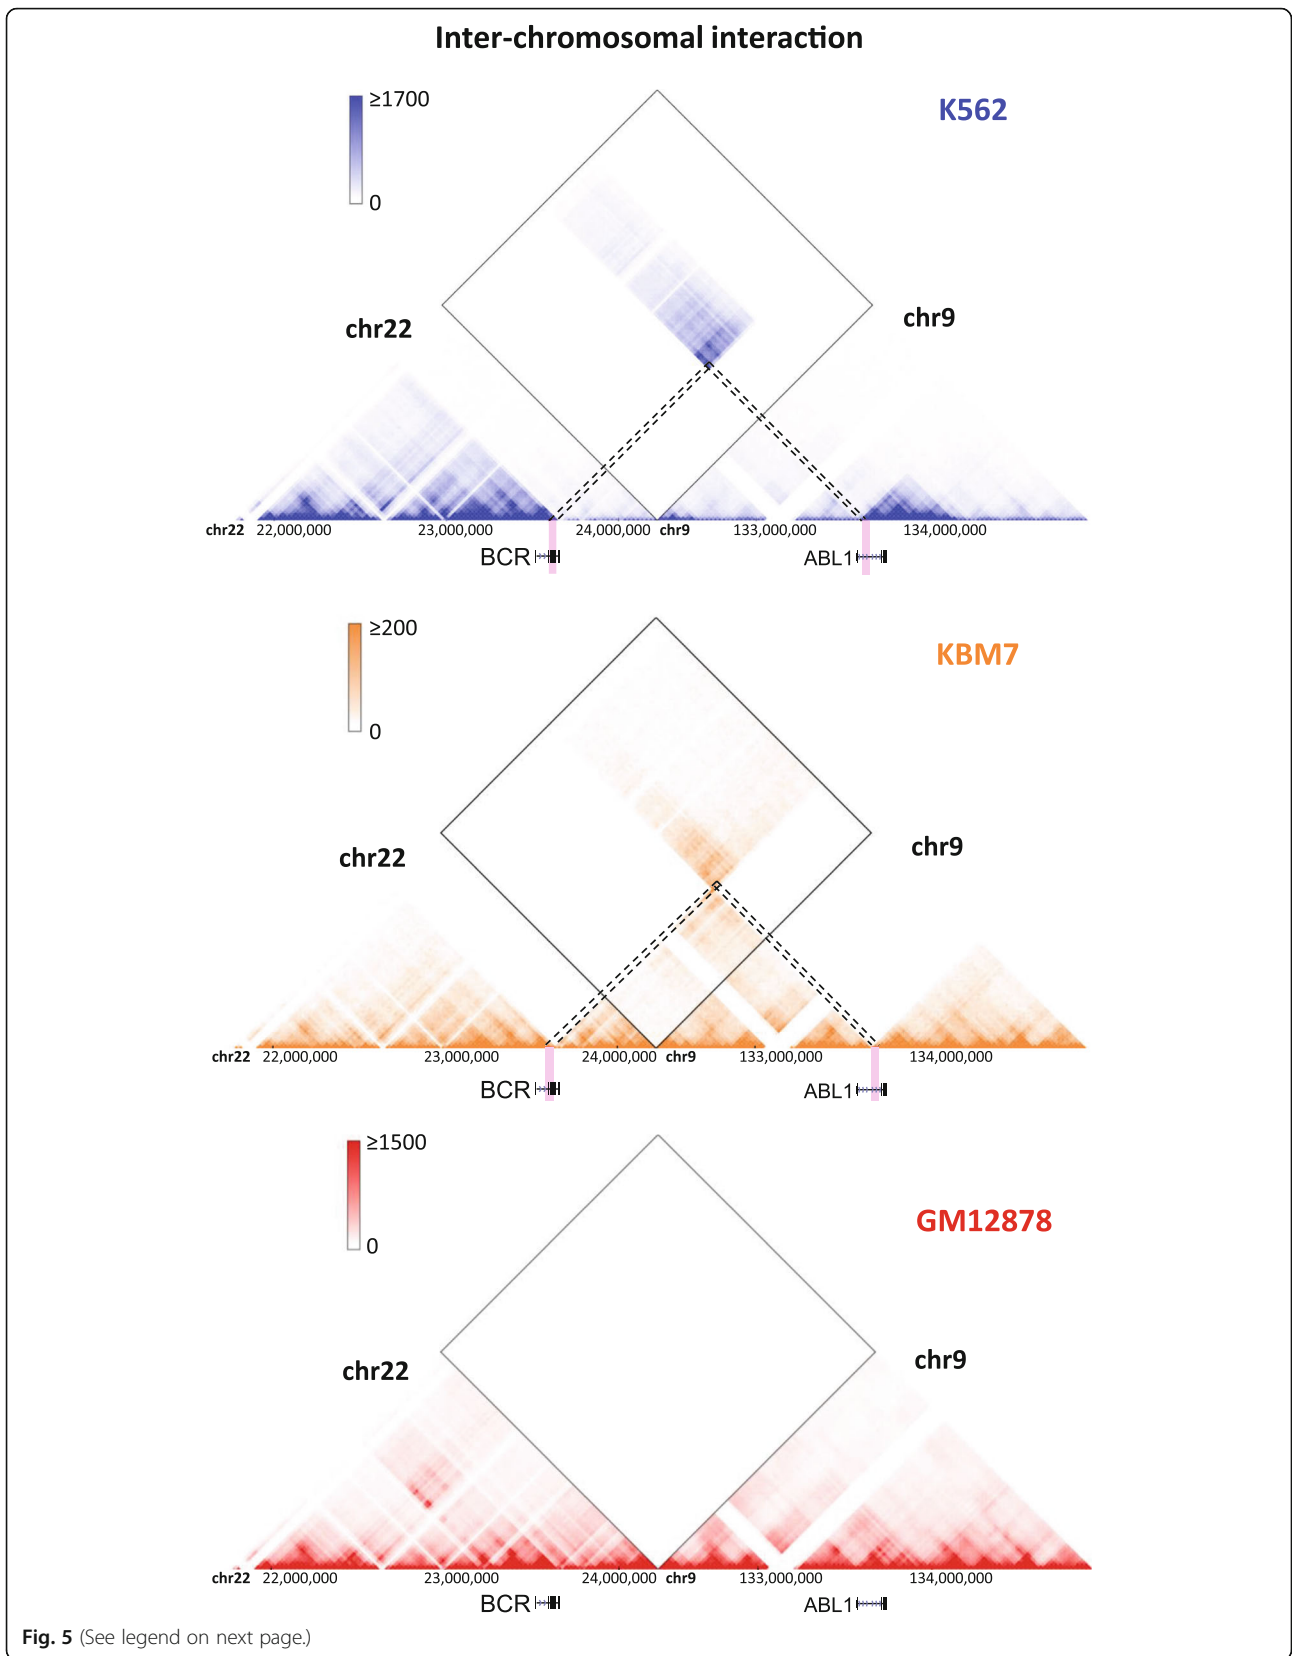 Inter-chromosomal interaction
≥1700
0
K562
chr22
chr9
chr22 22,000,000 23,000,000 24,000,000 chr9 133,000,000 134,000,000
BCR ABL1
≥200
0
KBM7
chr22
chr9
chr22 22,000,000 23,000,000 24,000,000 chr9 133,000,000 134,000,000
BCR ABL1
≥1500
0
GM12878
chr22
chr9
chr22 22,000,000 23,000,000 24,000,000 chr9 133,000,000 134,000,000
BCR ABL1
Fig. 5 (See legend on next page.)